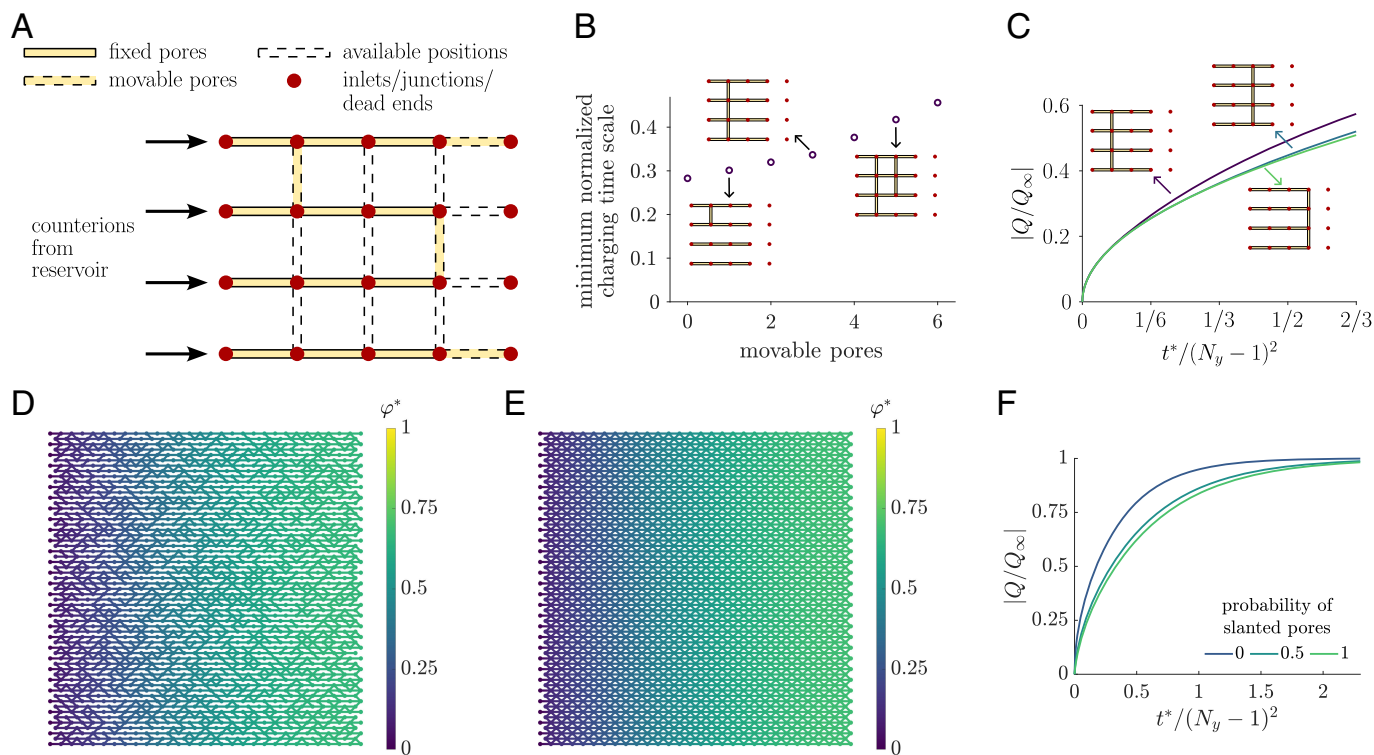 A
fixed pores
movable pores
available positions
inlets/junctions/
dead ends
counterions
from
reservoir
B
minimum normalized
charging time scale
0.4
0.3
0.2
0.1
0
0 2 4 6
movable pores
C
|Q/Q∞|
0.6
0.4
0.2
0
0 1/6 1/3 1/2 2/3
t*/(N_y − 1)²
D
φ*
1
0.75
0.5
0.25
0
E
φ*
1
0.75
0.5
0.25
0
F
|Q/Q∞|
1
0.75
0.5
0.25
0
0 0.5 1 1.5 2
t*/(N_y − 1)²
probability of
slanted pores
0 0.5 1